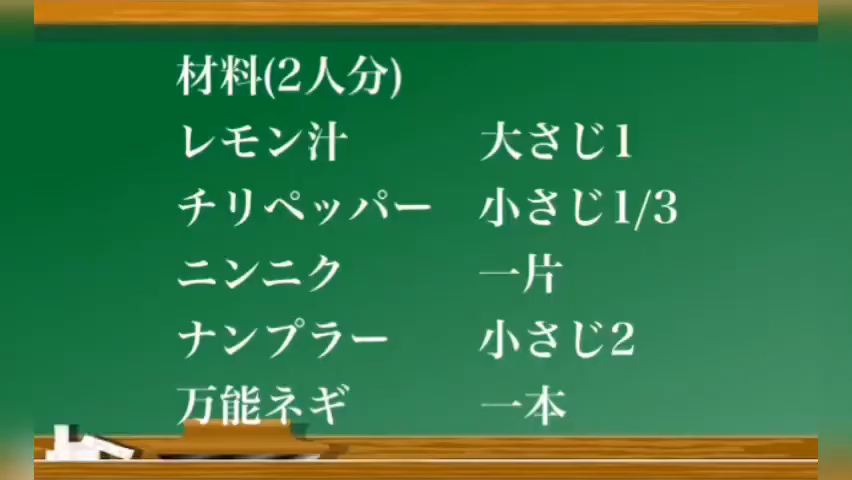 材料(2人分)
レモン汁 大さじ1
チリペッパー 小さじ1/3
ニンニク 一片
ナンプラー 小さじ2
万能ネギ 一本